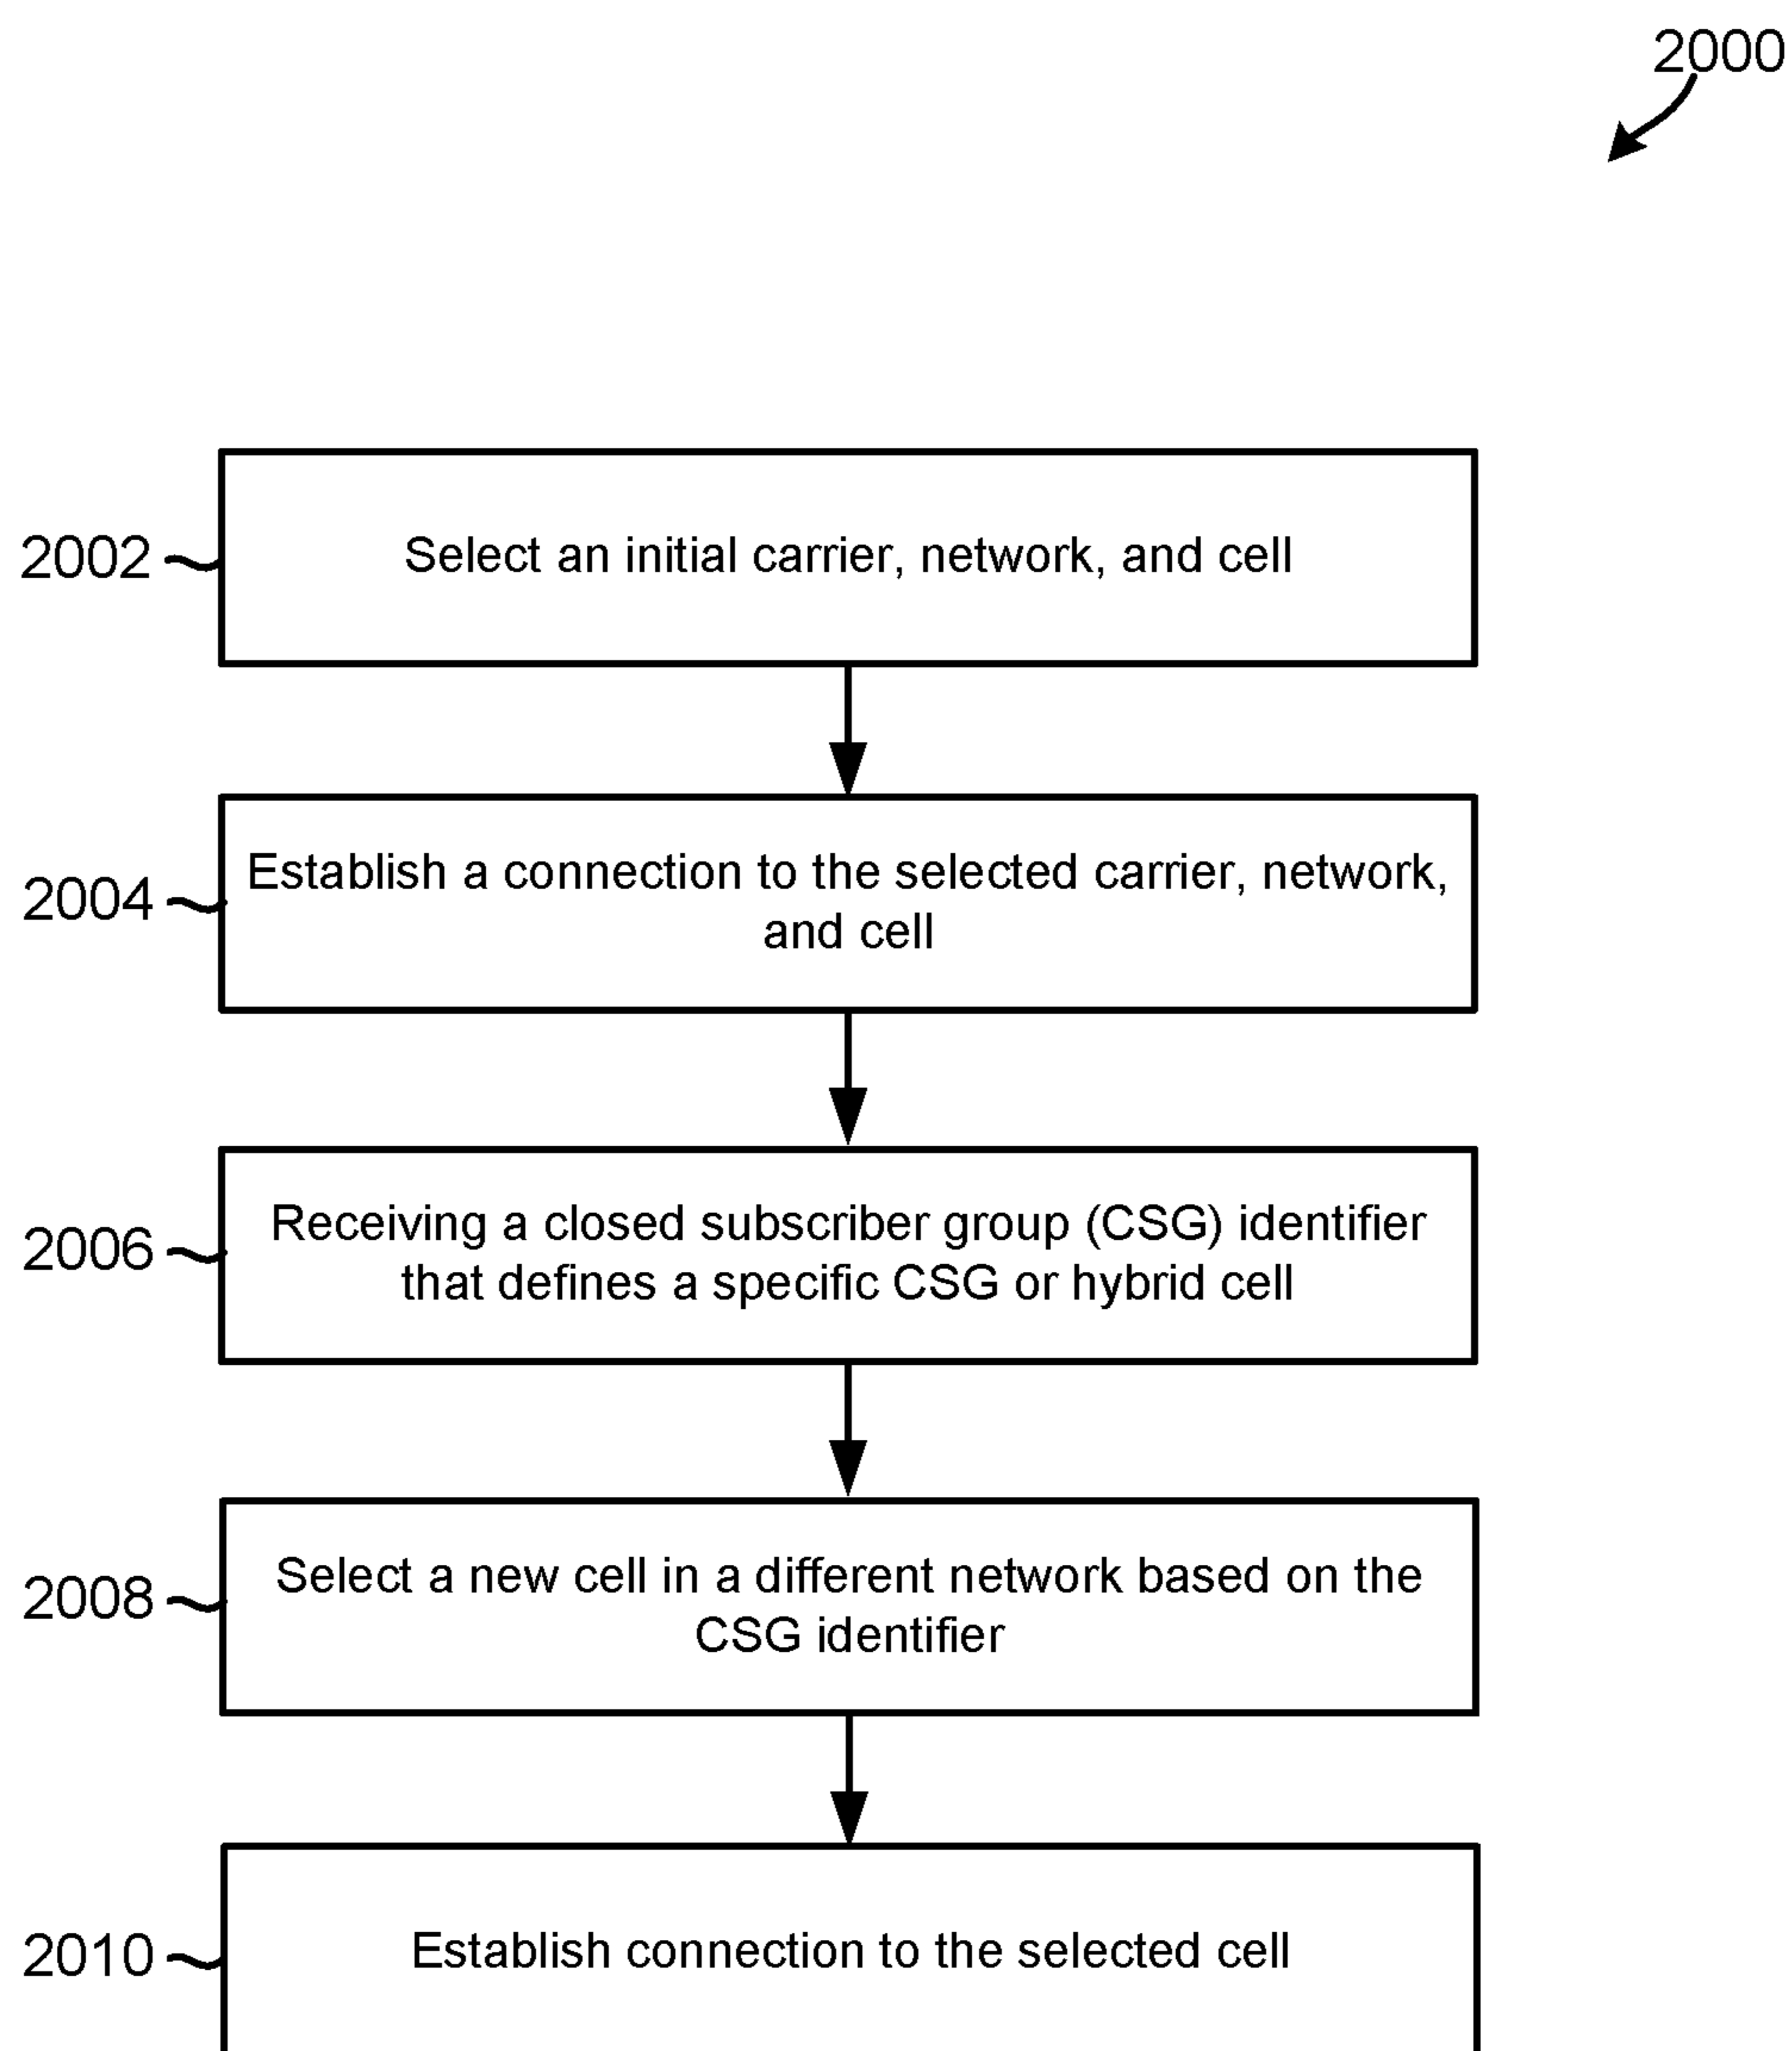 2000
2002
Select an initial carrier, network, and cell
2004
Establish a connection to the selected carrier, network,
and cell
2006
Receiving a closed subscriber group (CSG) identifier
that defines a specific CSG or hybrid cell
2008
Select a new cell in a different network based on the
CSG identifier
2010
Establish connection to the selected cell